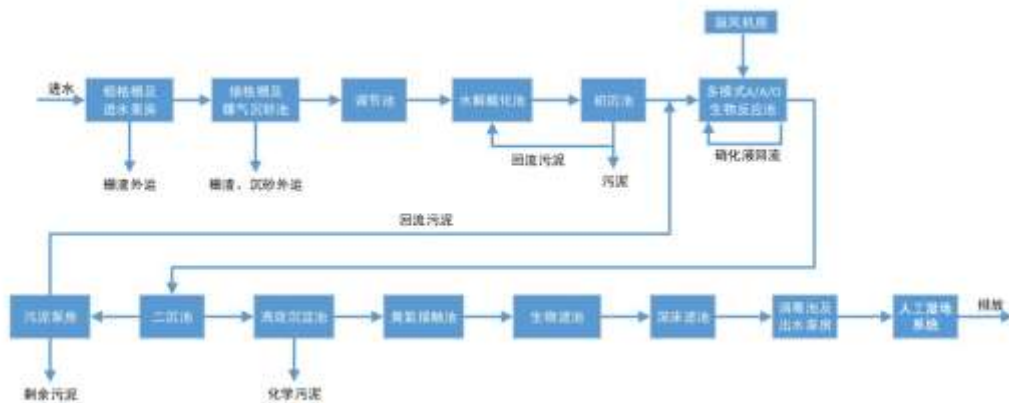 鼓风机房
进水
粗格栅及
进水泵房
细格栅及
曝气沉砂池
调节池
水解酸化池
初沉池
多模式A/A/O
生物反应池
硝化液回流
回流污泥
栅渣外运
栅渣、沉砂外运
污泥
回流污泥
污泥泵房
二沉池
高效沉淀池
臭氧接触池
生物滤池
深床滤池
消毒池及
出水泵房
人工湿地
系统
排放
剩余污泥
化学污泥